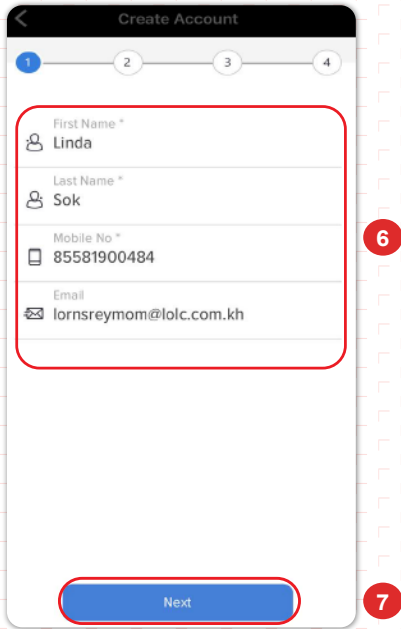 Create Account
1 2 3 4
First Name *
Linda
Last Name *
Sok
Mobile No *
85581900484
Email
lornsreymom@lolc.com.kh
6
Next
7